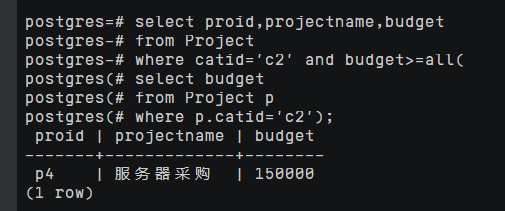 postgres=# select proid,projectname,budget
postgres-# from Project
postgres-# where catid='c2' and budget>=all(
postgres(# select budget
postgres(# from Project p
postgres(# where p.catid='c2');
 proid | projectname | budget
-------+-------------+--------
 p4    | 服务器采购  | 150000
(1 row)